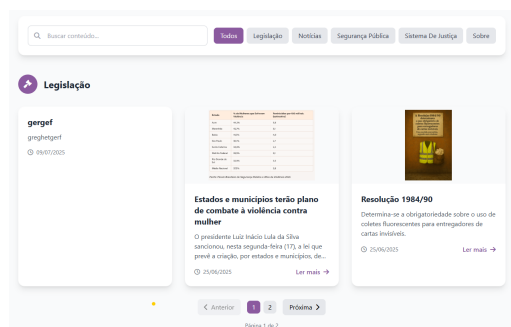 Buscar conteúdo...
Todos
Legislação
Notícias
Segurança Pública
Sistema De Justiça
Sobre
Legislação
gergef
greghetgerf
09/07/2025
Estados e municípios terão plano
de combate à violência contra
mulher
O presidente Luiz Inácio Lula da Silva
sancionou, nesta segunda-feira (17), a lei que
prevê a criação, por estados e municípios, de...
25/06/2025
Ler mais
Resolução 1984/90
Determina-se a obrigatoriedade sobre o uso de
coletes fluorescentes para entregadores de
cartas invisíveis.
25/06/2025
Ler mais
Anterior
1
2
Próxima
Página 1 de 2